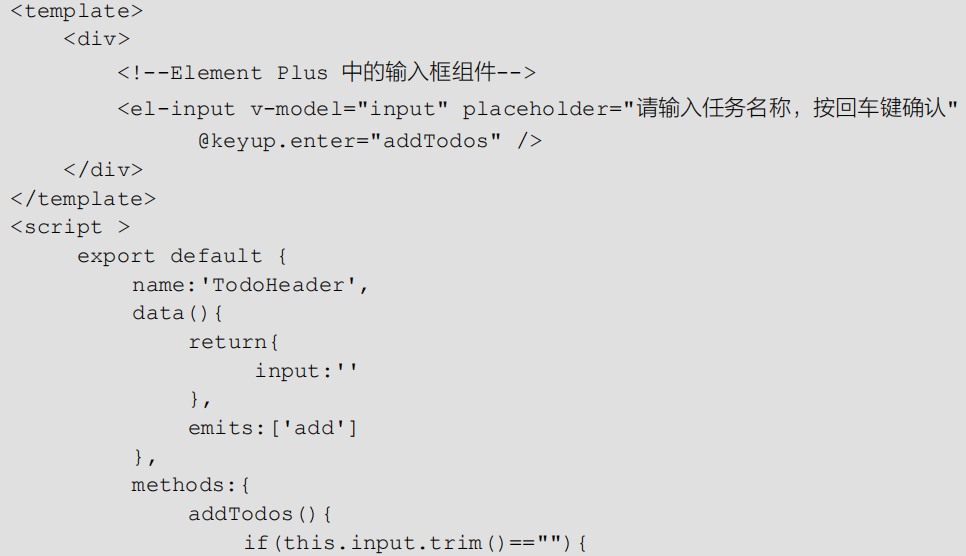 <template>
    <div>
        <!--Element Plus 中的输入框组件-->
        <el-input v-model="input" placeholder="请输入任务名称，按回车键确认"
              @keyup.enter="addTodos" />
    </div>
</template>
<script >
     export default {
         name:'TodoHeader',
         data(){
             return{
                  input:''
             },
             emits:['add']
         },
         methods:{
             addTodos(){
                 if(this.input.trim()==""){